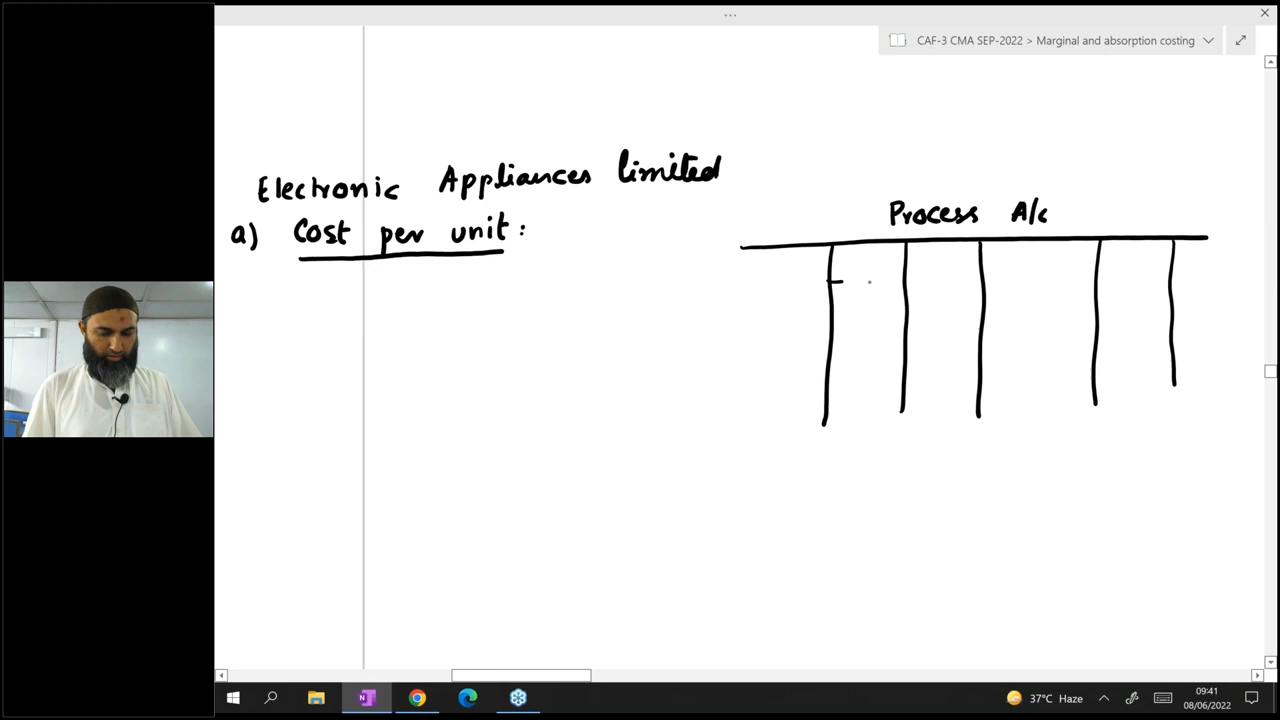 CAF-3 CMA SEP-2022 > Marginal and absorption costing
Electronic Appliances limited
a) Cost per unit :
Process A/c
37°C Haze
09:41
08/06/2022